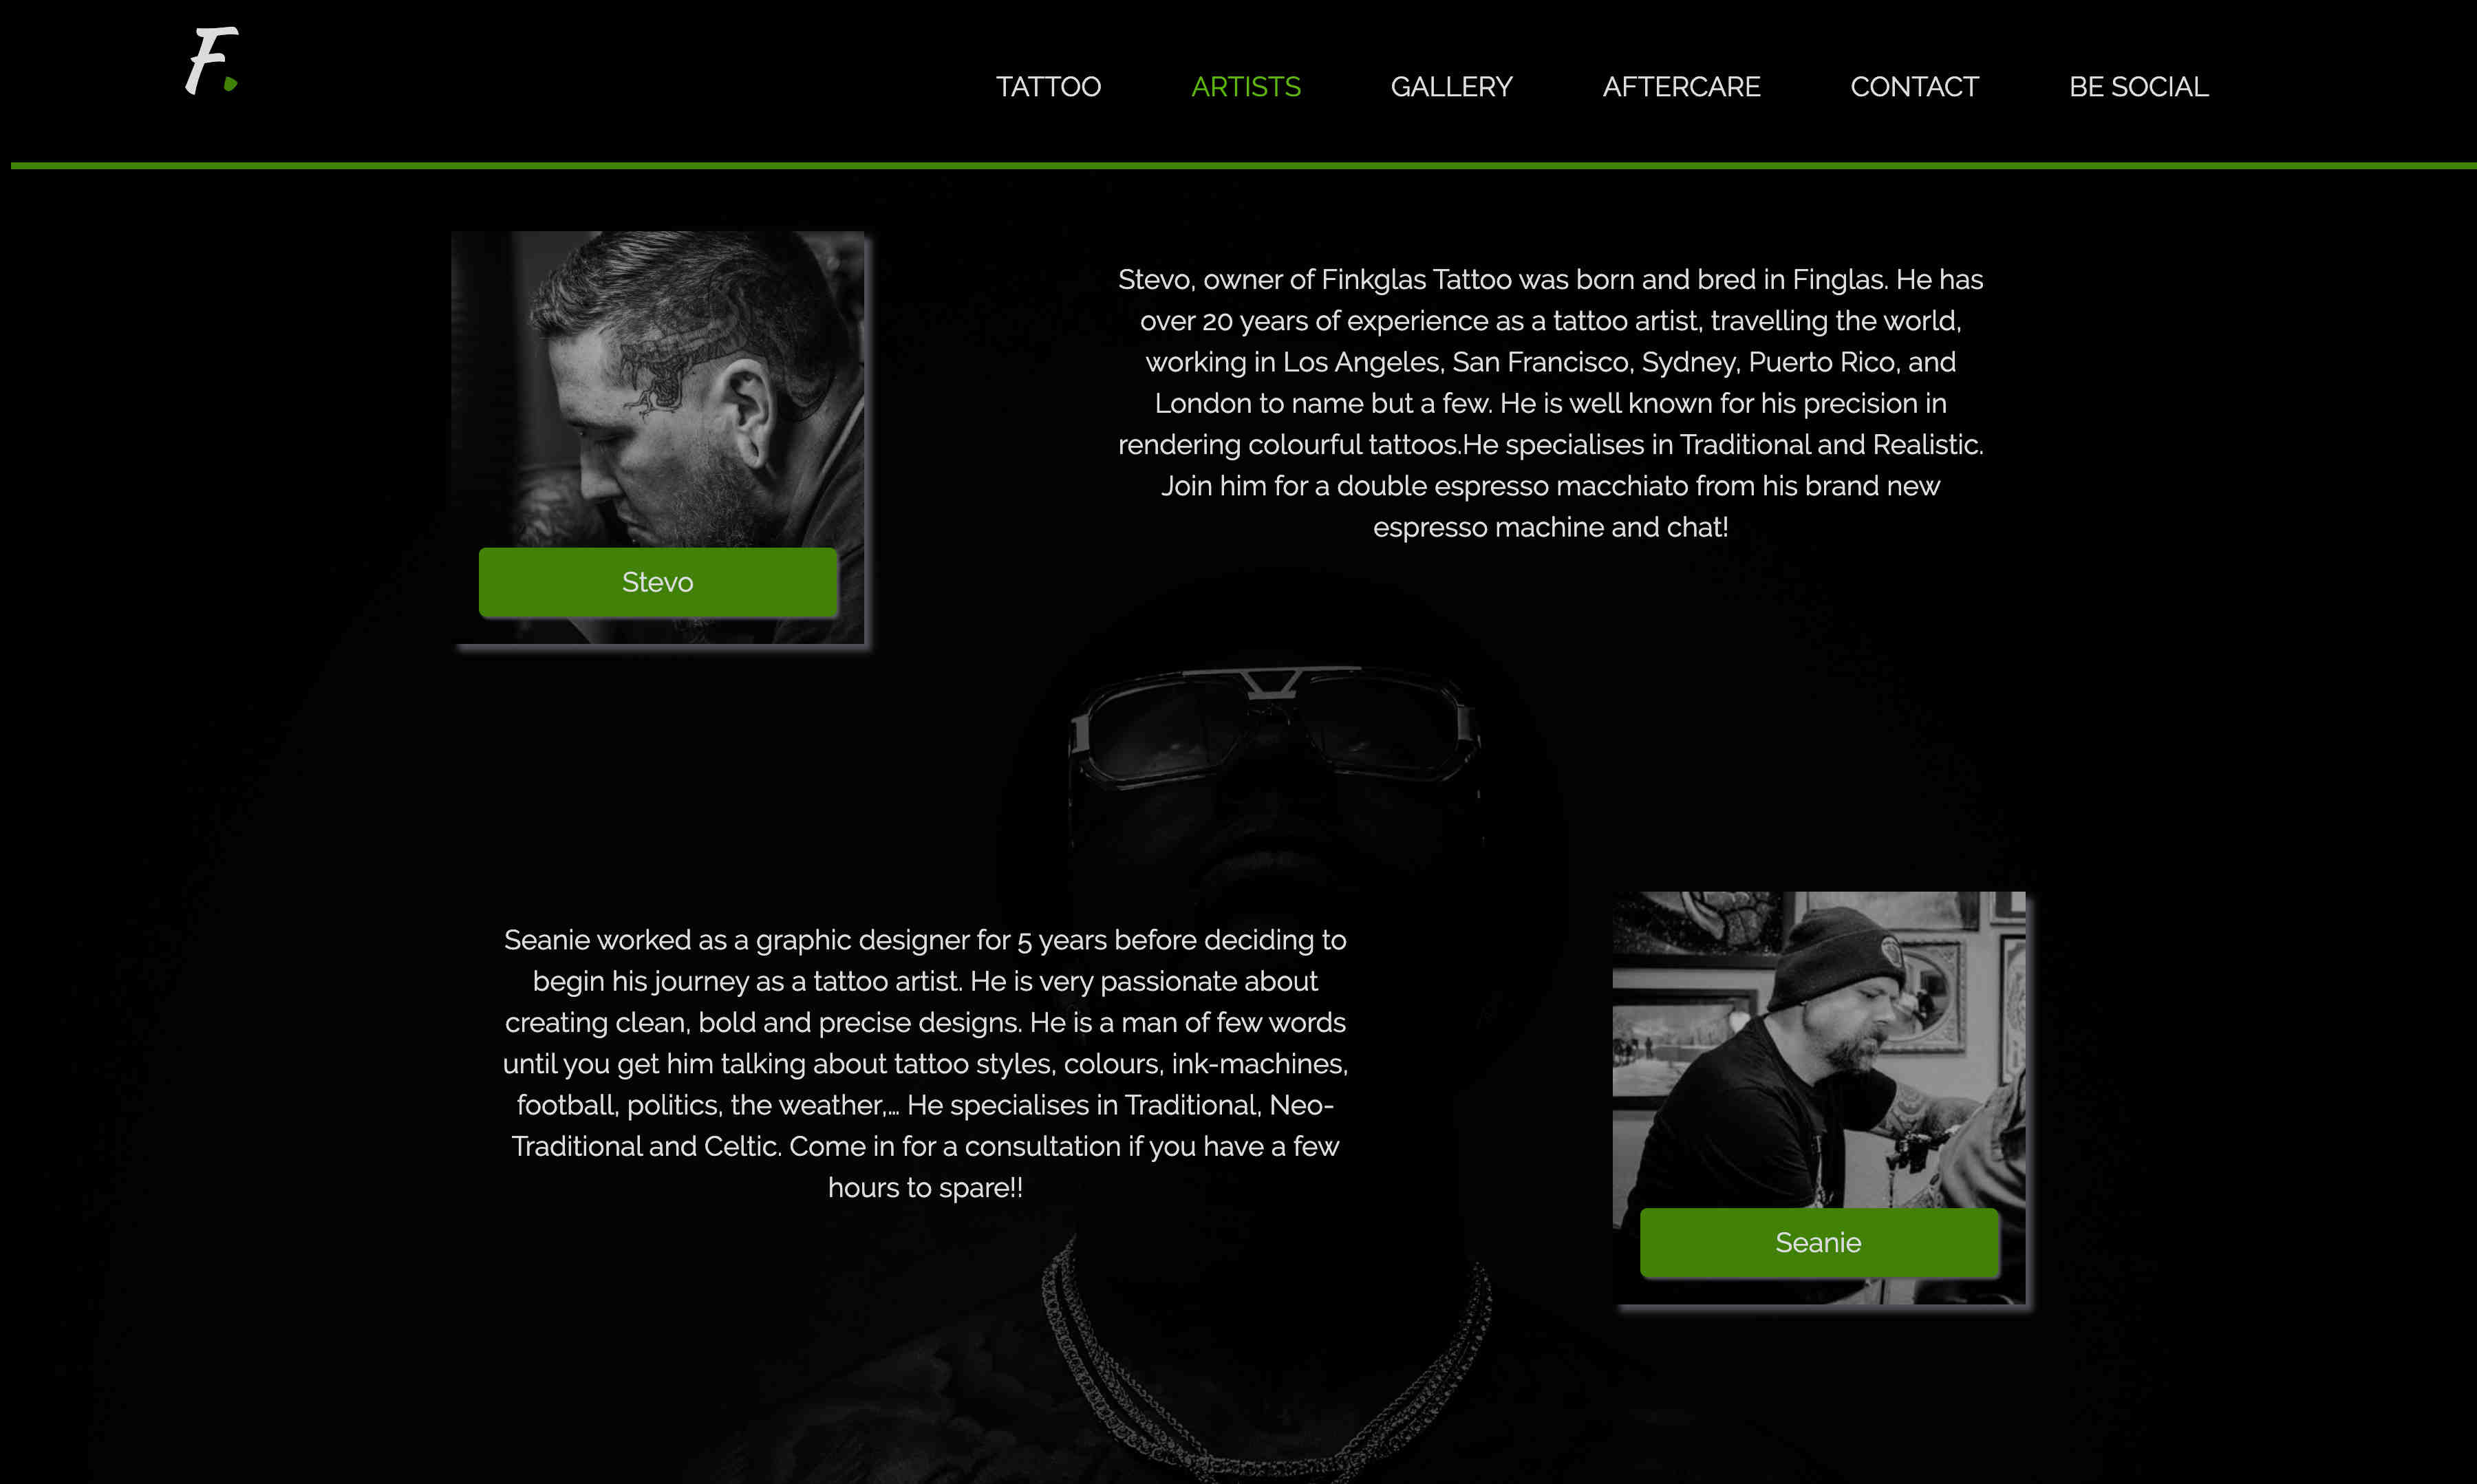 F.
TATTOO ARTISTS GALLERY AFTERCARE CONTACT BE SOCIAL
Stevo, owner of Finkglas Tattoo was born and bred in Finglas. He has
over 20 years of experience as a tattoo artist, travelling the world,
working in Los Angeles, San Francisco, Sydney, Puerto Rico, and
London to name but a few. He is well known for his precision in
rendering colourful tattoos.He specialises in Traditional and Realistic.
Join him for a double espresso macchiato from his brand new
espresso machine and chat!
Stevo
Seanie worked as a graphic designer for 5 years before deciding to
begin his journey as a tattoo artist. He is very passionate about
creating clean, bold and precise designs. He is a man of few words
until you get him talking about tattoo styles, colours, ink-machines,
football, politics, the weather,... He specialises in Traditional, Neo-
Traditional and Celtic. Come in for a consultation if you have a few
hours to spare!!
Seanie